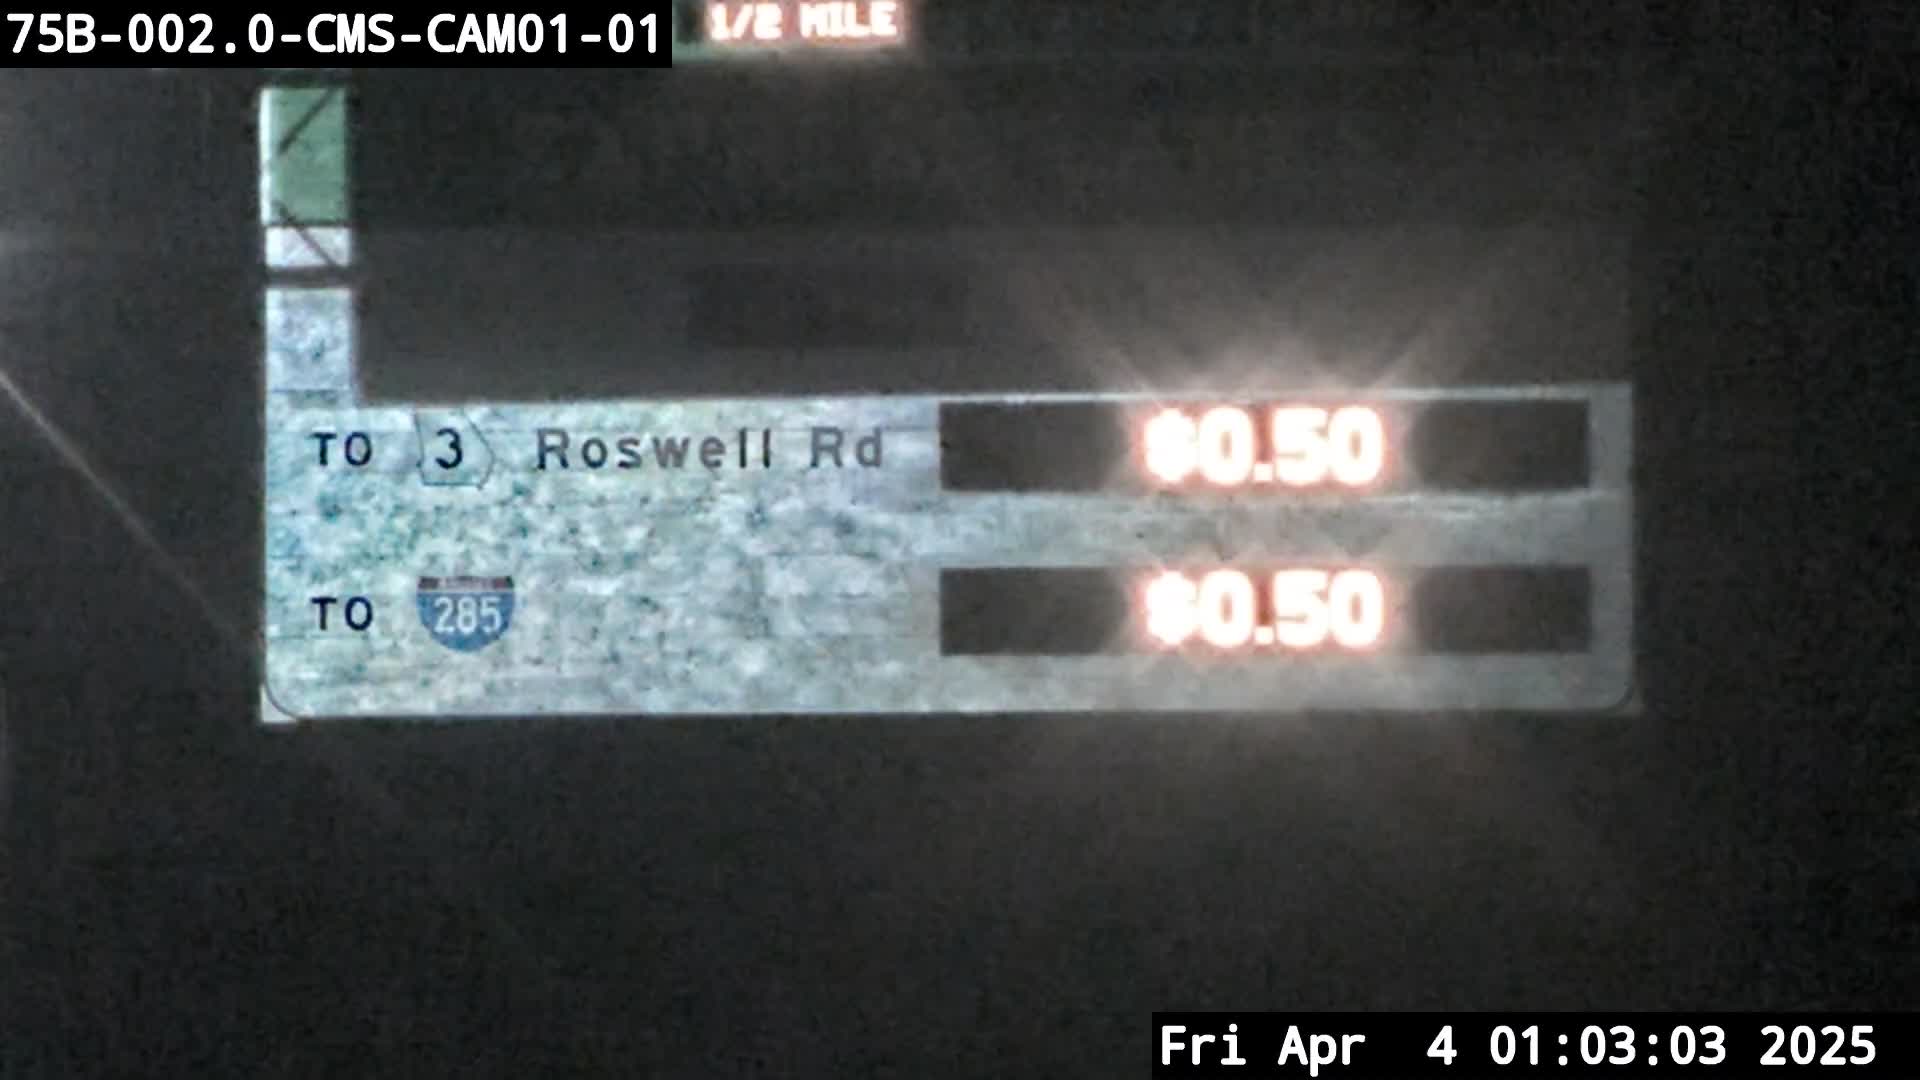 75B-002.0-CMS-CAM01-01
1/2 MILE
TO 3 Roswell Rd $0.50
TO 285 $0.50
Fri Apr 4 01:03:03 2025